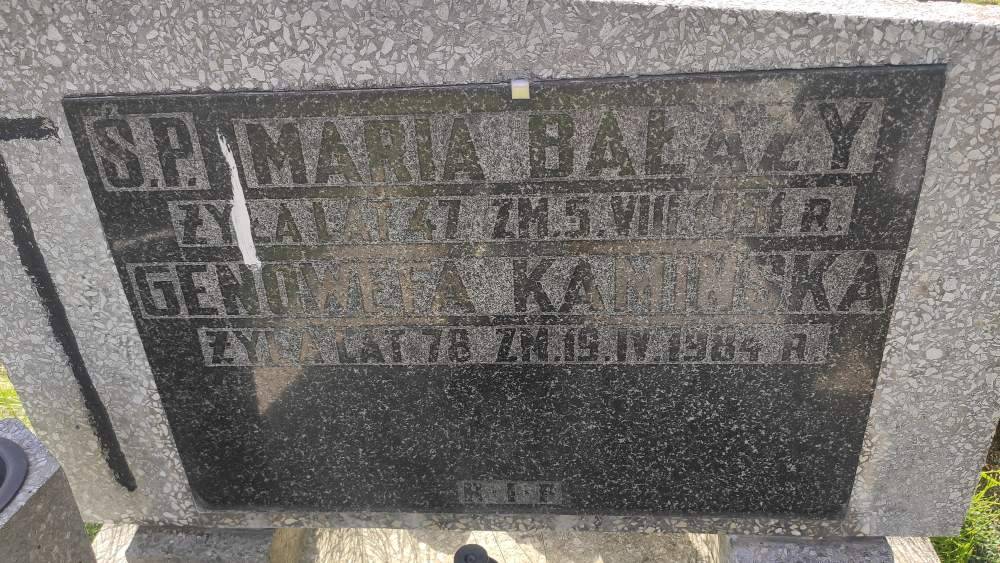 Ś.P. MARIA BAŁAZY
ŻYŁA LAT 47 ZM. 5. VIII. R.
GENOWEFA KAMIŃSKA
ŻYŁA LAT 78 ZM. 19. IV. 1984 R.
R·I·P